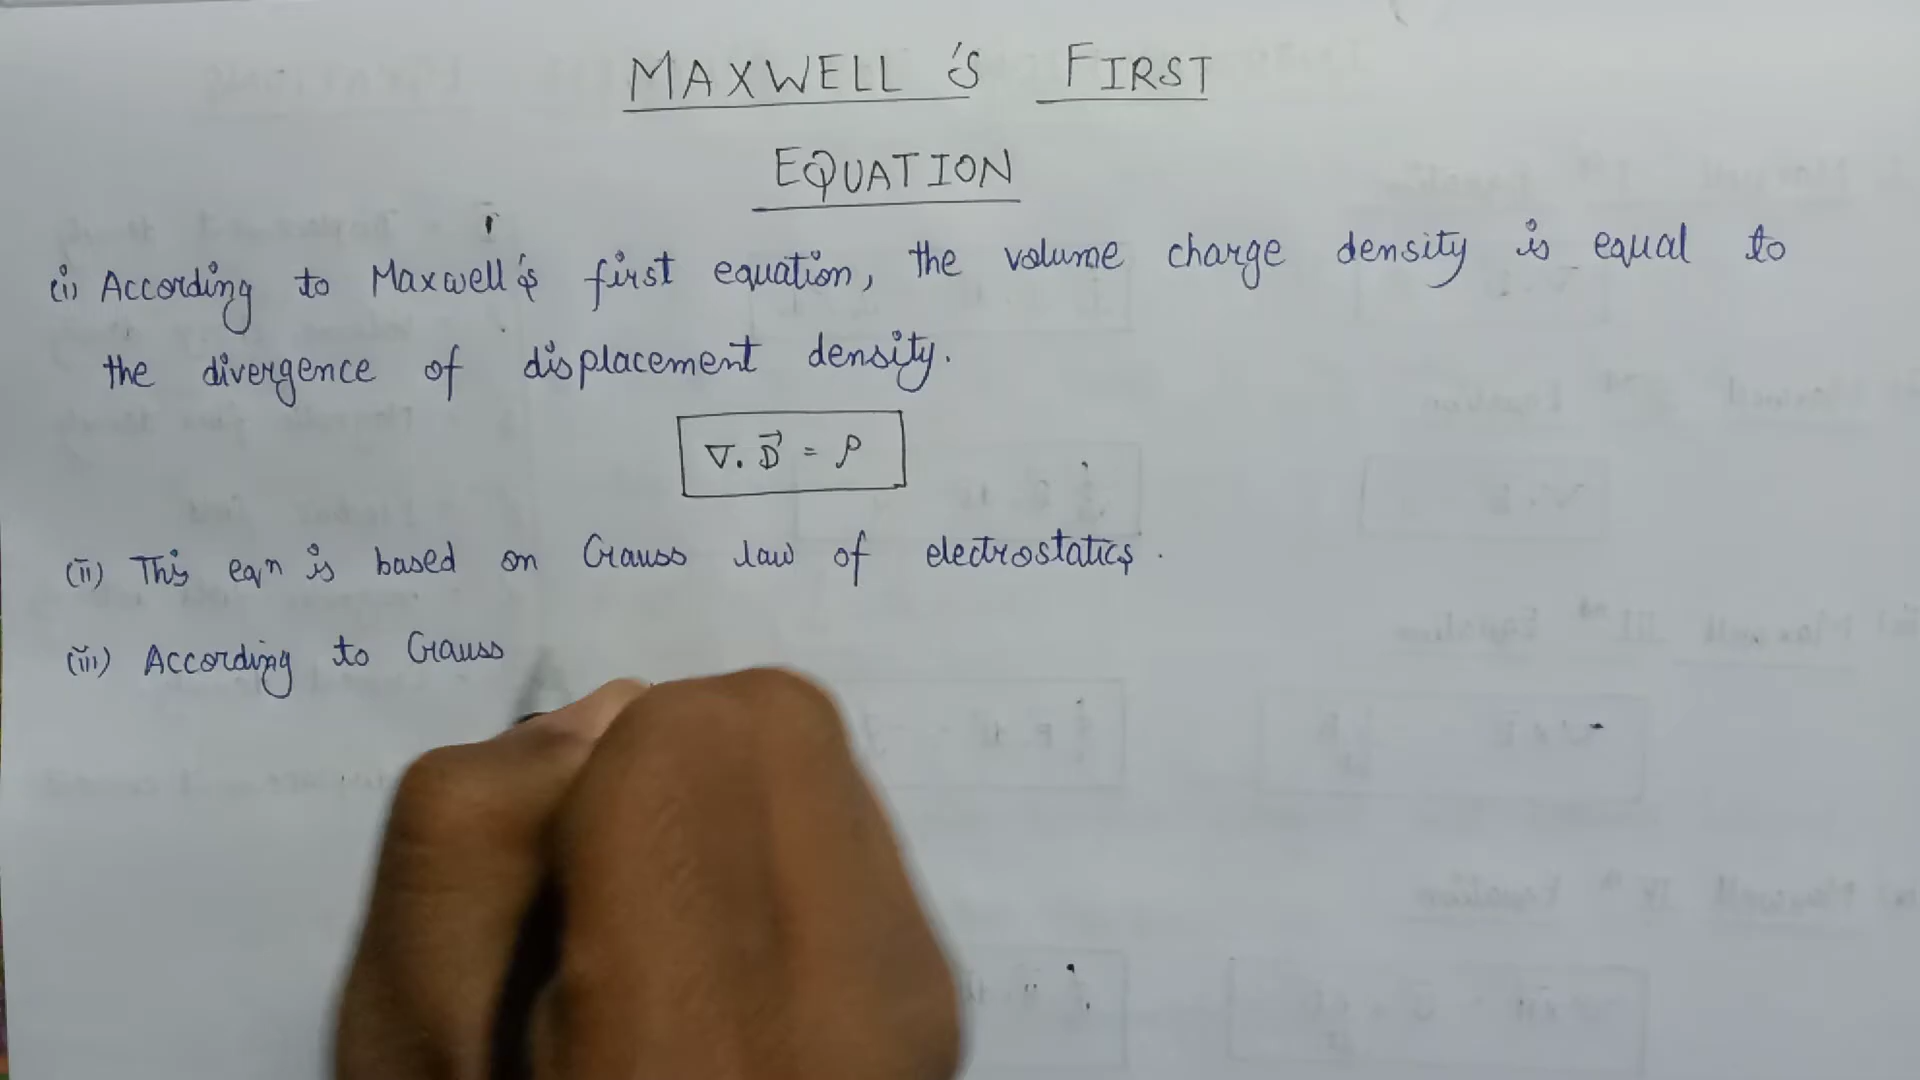 MAXWELL 'S FIRST
EQUATION
(i) According to Maxwell's first equation, the volume charge density is equal to
the divergence of displacement density.
∇. D⃗ = ρ
(ii) This eqn is based on Gauss law of electrostatics.
(iii) According to Gauss